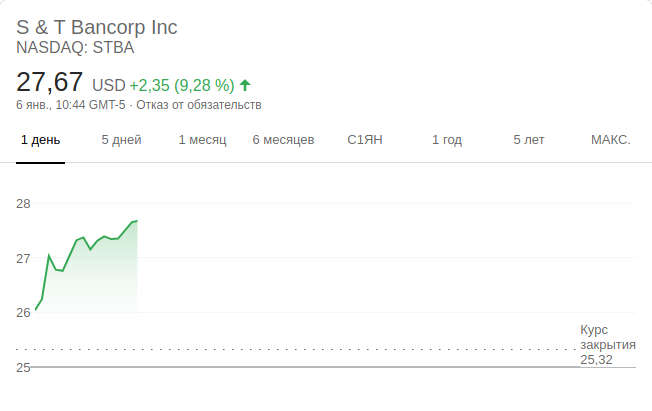 S & T Bancorp Inc
NASDAQ: STBA
27,67 USD +2,35 (9,28 %)
6 янв., 10:44 GMT-5 · Отказ от обязательств
1 день 5 дней 1 месяц 6 месяцев С1ЯН 1 год 5 лет МАКС.
28
27
26
25
Курс
закрытия
25,32